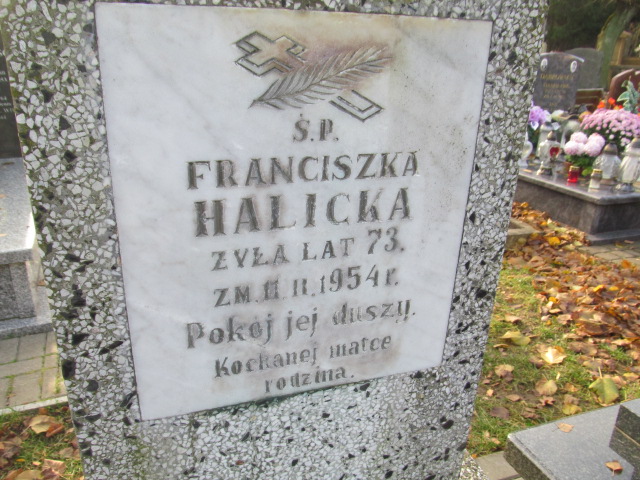 Ś.P.
FRANCISZKA
HALICKA
ŻYŁA LAT 73.
ZM. 11. II. 1954 r.
Pokój jej duszy.
Kochanej matce
rodzina.